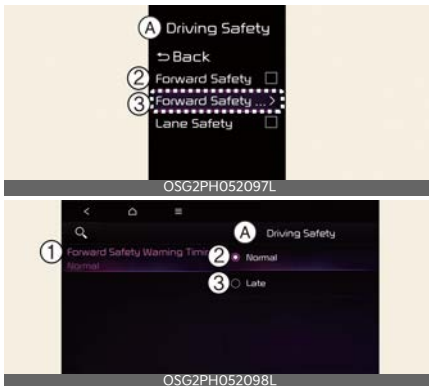 A Driving Safety
Back
2 Forward Safety
3 Forward Safety ... >
Lane Safety
OSG2PH052097L
A Driving Safety
1 Forward Safety Warning Timin
Normal
2 Normal
3 Late
OSG2PH052098L